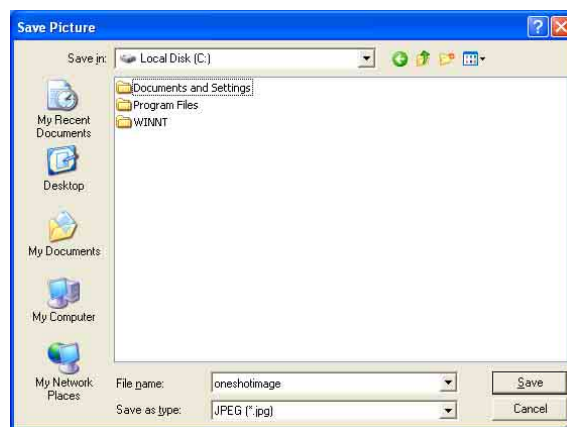 Save Picture
Save in:
Local Disk (C:)
Documents and Settings
Program Files
WINNT
My Recent
Documents
Desktop
My Documents
My Computer
My Network
Places
File name:
oneshotimage
Save
Save as type:
JPEG (*.jpg)
Cancel